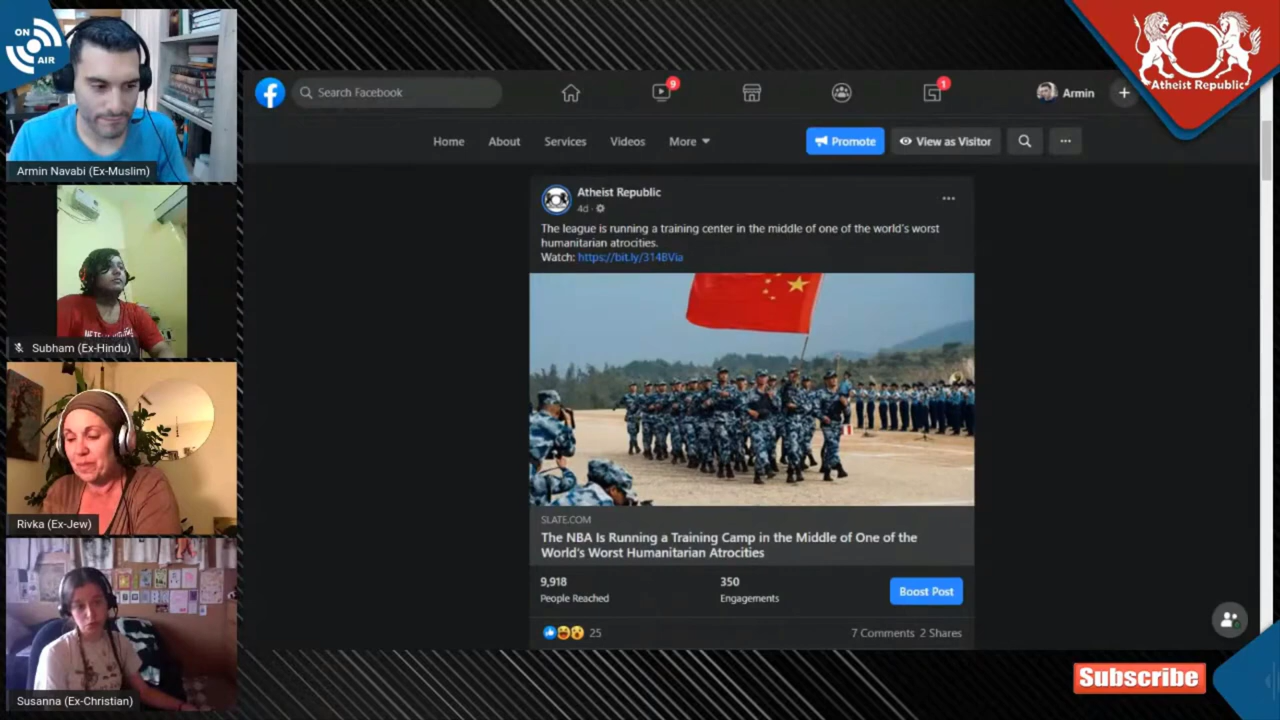 ON
AIR
Armin Navabi (Ex-Muslim)
Subham (Ex-Hindu)
Rivka (Ex-Jew)
Susanna (Ex-Christian)
Search Facebook
9
1
Armin
Atheist Republic
Home
About
Services
Videos
More
Promote
View as Visitor
Atheist Republic
4d
The league is running a training center in the middle of one of the world's worst
humanitarian atrocities.
Watch: https://bit.ly/314BVia
SLATE.COM
The NBA Is Running a Training Camp in the Middle of One of the
World's Worst Humanitarian Atrocities
9,918
People Reached
350
Engagements
Boost Post
25
7 Comments 2 Shares
Subscribe